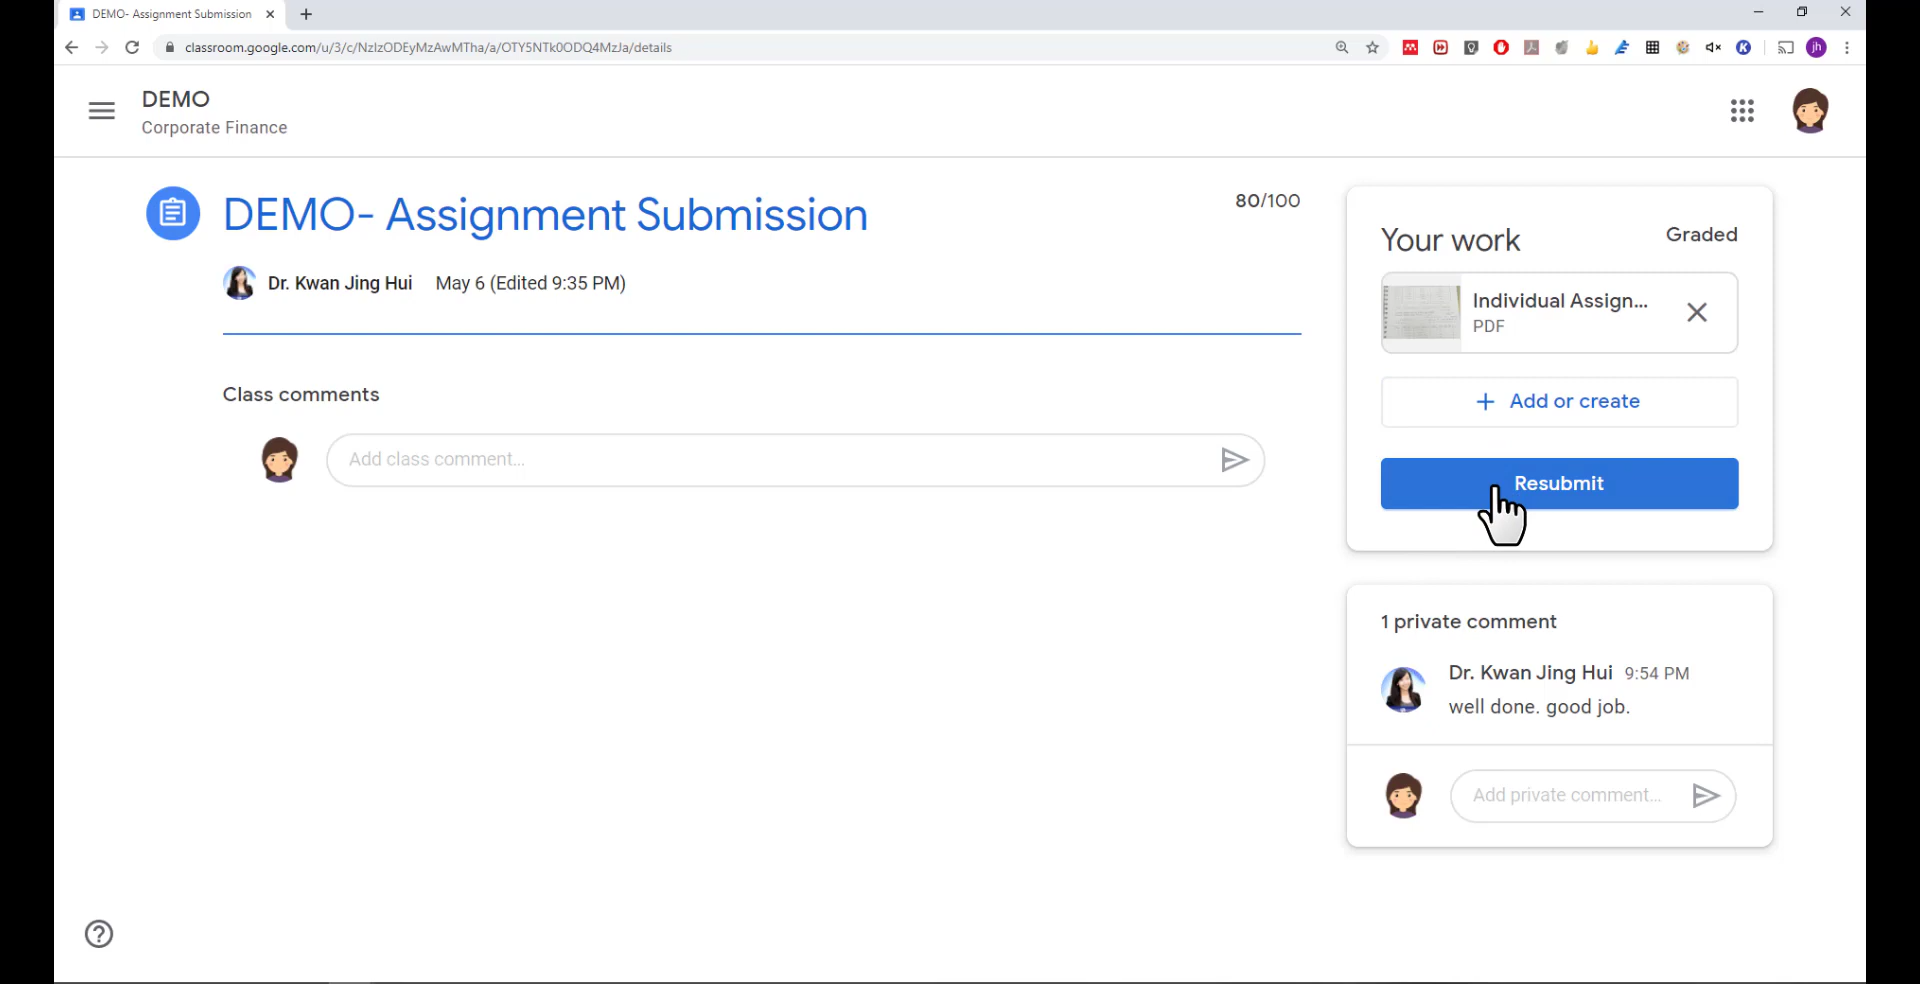 DEMO- Assignment Submission
classroom.google.com/u/3/c/NzIzODEyMzAwMTha/a/OTY5NTk0ODQ4MzJa/details
jh
DEMO
Corporate Finance
DEMO- Assignment Submission
80/100
Dr. Kwan Jing Hui May 6 (Edited 9:35 PM)
Class comments
Add class comment...
Your work
Graded
Individual Assign...
PDF
+ Add or create
Resubmit
1 private comment
Dr. Kwan Jing Hui 9:54 PM
well done. good job.
Add private comment...